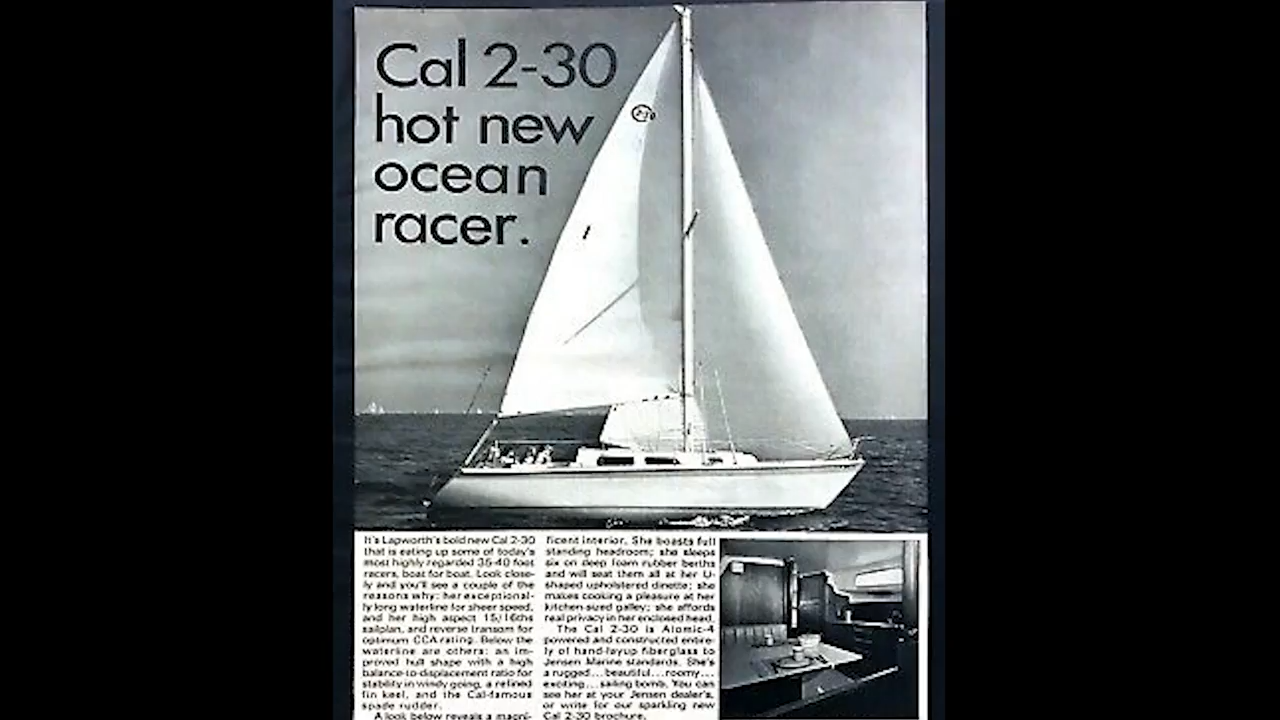 Cal 2-30
hot new
ocean
racer.
2-30
It's Lapworth's bold new Cal 2-30
that is eating up some of today's
most highly regarded 35-40 foot
racers, boat for boat. Look close-
ly and you'll see a couple of the
reasons why: her exceptional-
ly long waterline for sheer speed,
and her high aspect 15/16ths
sailplan, and reverse transom for
optimum CCA rating. Below the
waterline are others: an im-
proved hull shape with a high
balance-to-displacement ratio for
stability in windy going, a refined
fin keel, and the Cal-famous
spade rudder.
A look below reveals a magni-
ficent interior. She boasts full
standing headroom; she sleeps
six on deep foam rubber berths
and will seat them all at her U-
shaped upholstered dinette; she
makes cooking a pleasure at her
kitchen-sized galley; she affords
real privacy in her enclosed head.
The Cal 2-30 is Atomic-4
powered and constructed entire-
ly of hand-layup fiberglass to
Jensen Marine standards. She's
a rugged...beautiful...roomy...
exciting...sailing bomb. You can
see her at your Jensen dealer's,
or write for our sparkling new
Cal 2-30 brochure.